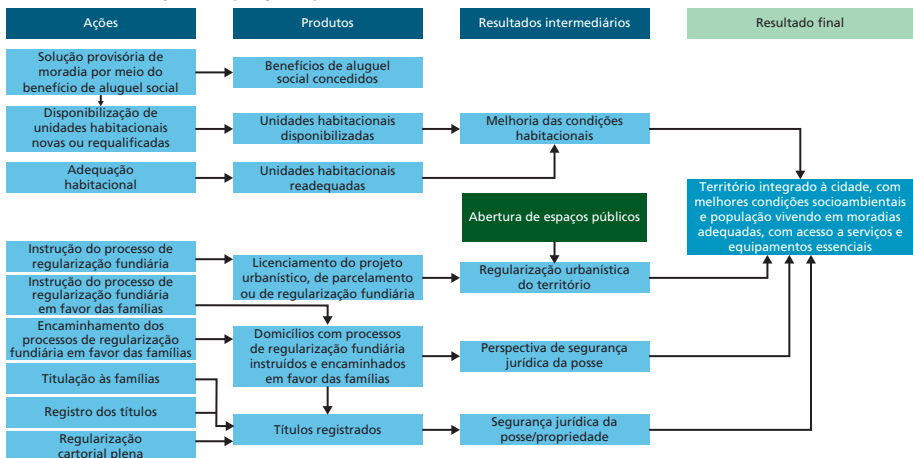 Ações
Produtos
Resultados intermediários
Resultado final
Solução provisória de
moradia por meio do
benefício de aluguel social
Benefícios de aluguel
social concedidos
Disponibilização de
unidades habitacionais
novas ou requalificadas
Unidades habitacionais
disponibilizadas
Melhoria das condições
habitacionais
Adequação
habitacional
Unidades habitacionais
readequadas
Território integrado à cidade, com
melhores condições socioambientais
e população vivendo em moradias
adequadas, com acesso a serviços e
equipamentos essenciais
Abertura de espaços públicos
Instrução do processo de
regularização fundiária
Licenciamento do projeto
urbanístico, de parcelamento
ou de regularização fundiária
Regularização urbanística
do território
Instrução do processo de
regularização fundiária
em favor das famílias
Encaminhamento dos
processos de regularização
fundiária em favor das famílias
Domicílios com processos
de regularização fundiária
instruídos e encaminhados
em favor das famílias
Perspectiva de segurança
jurídica da posse
Titulação às famílias
Registro dos títulos
Regularização
cartorial plena
Títulos registrados
Segurança jurídica da
posse/propriedade